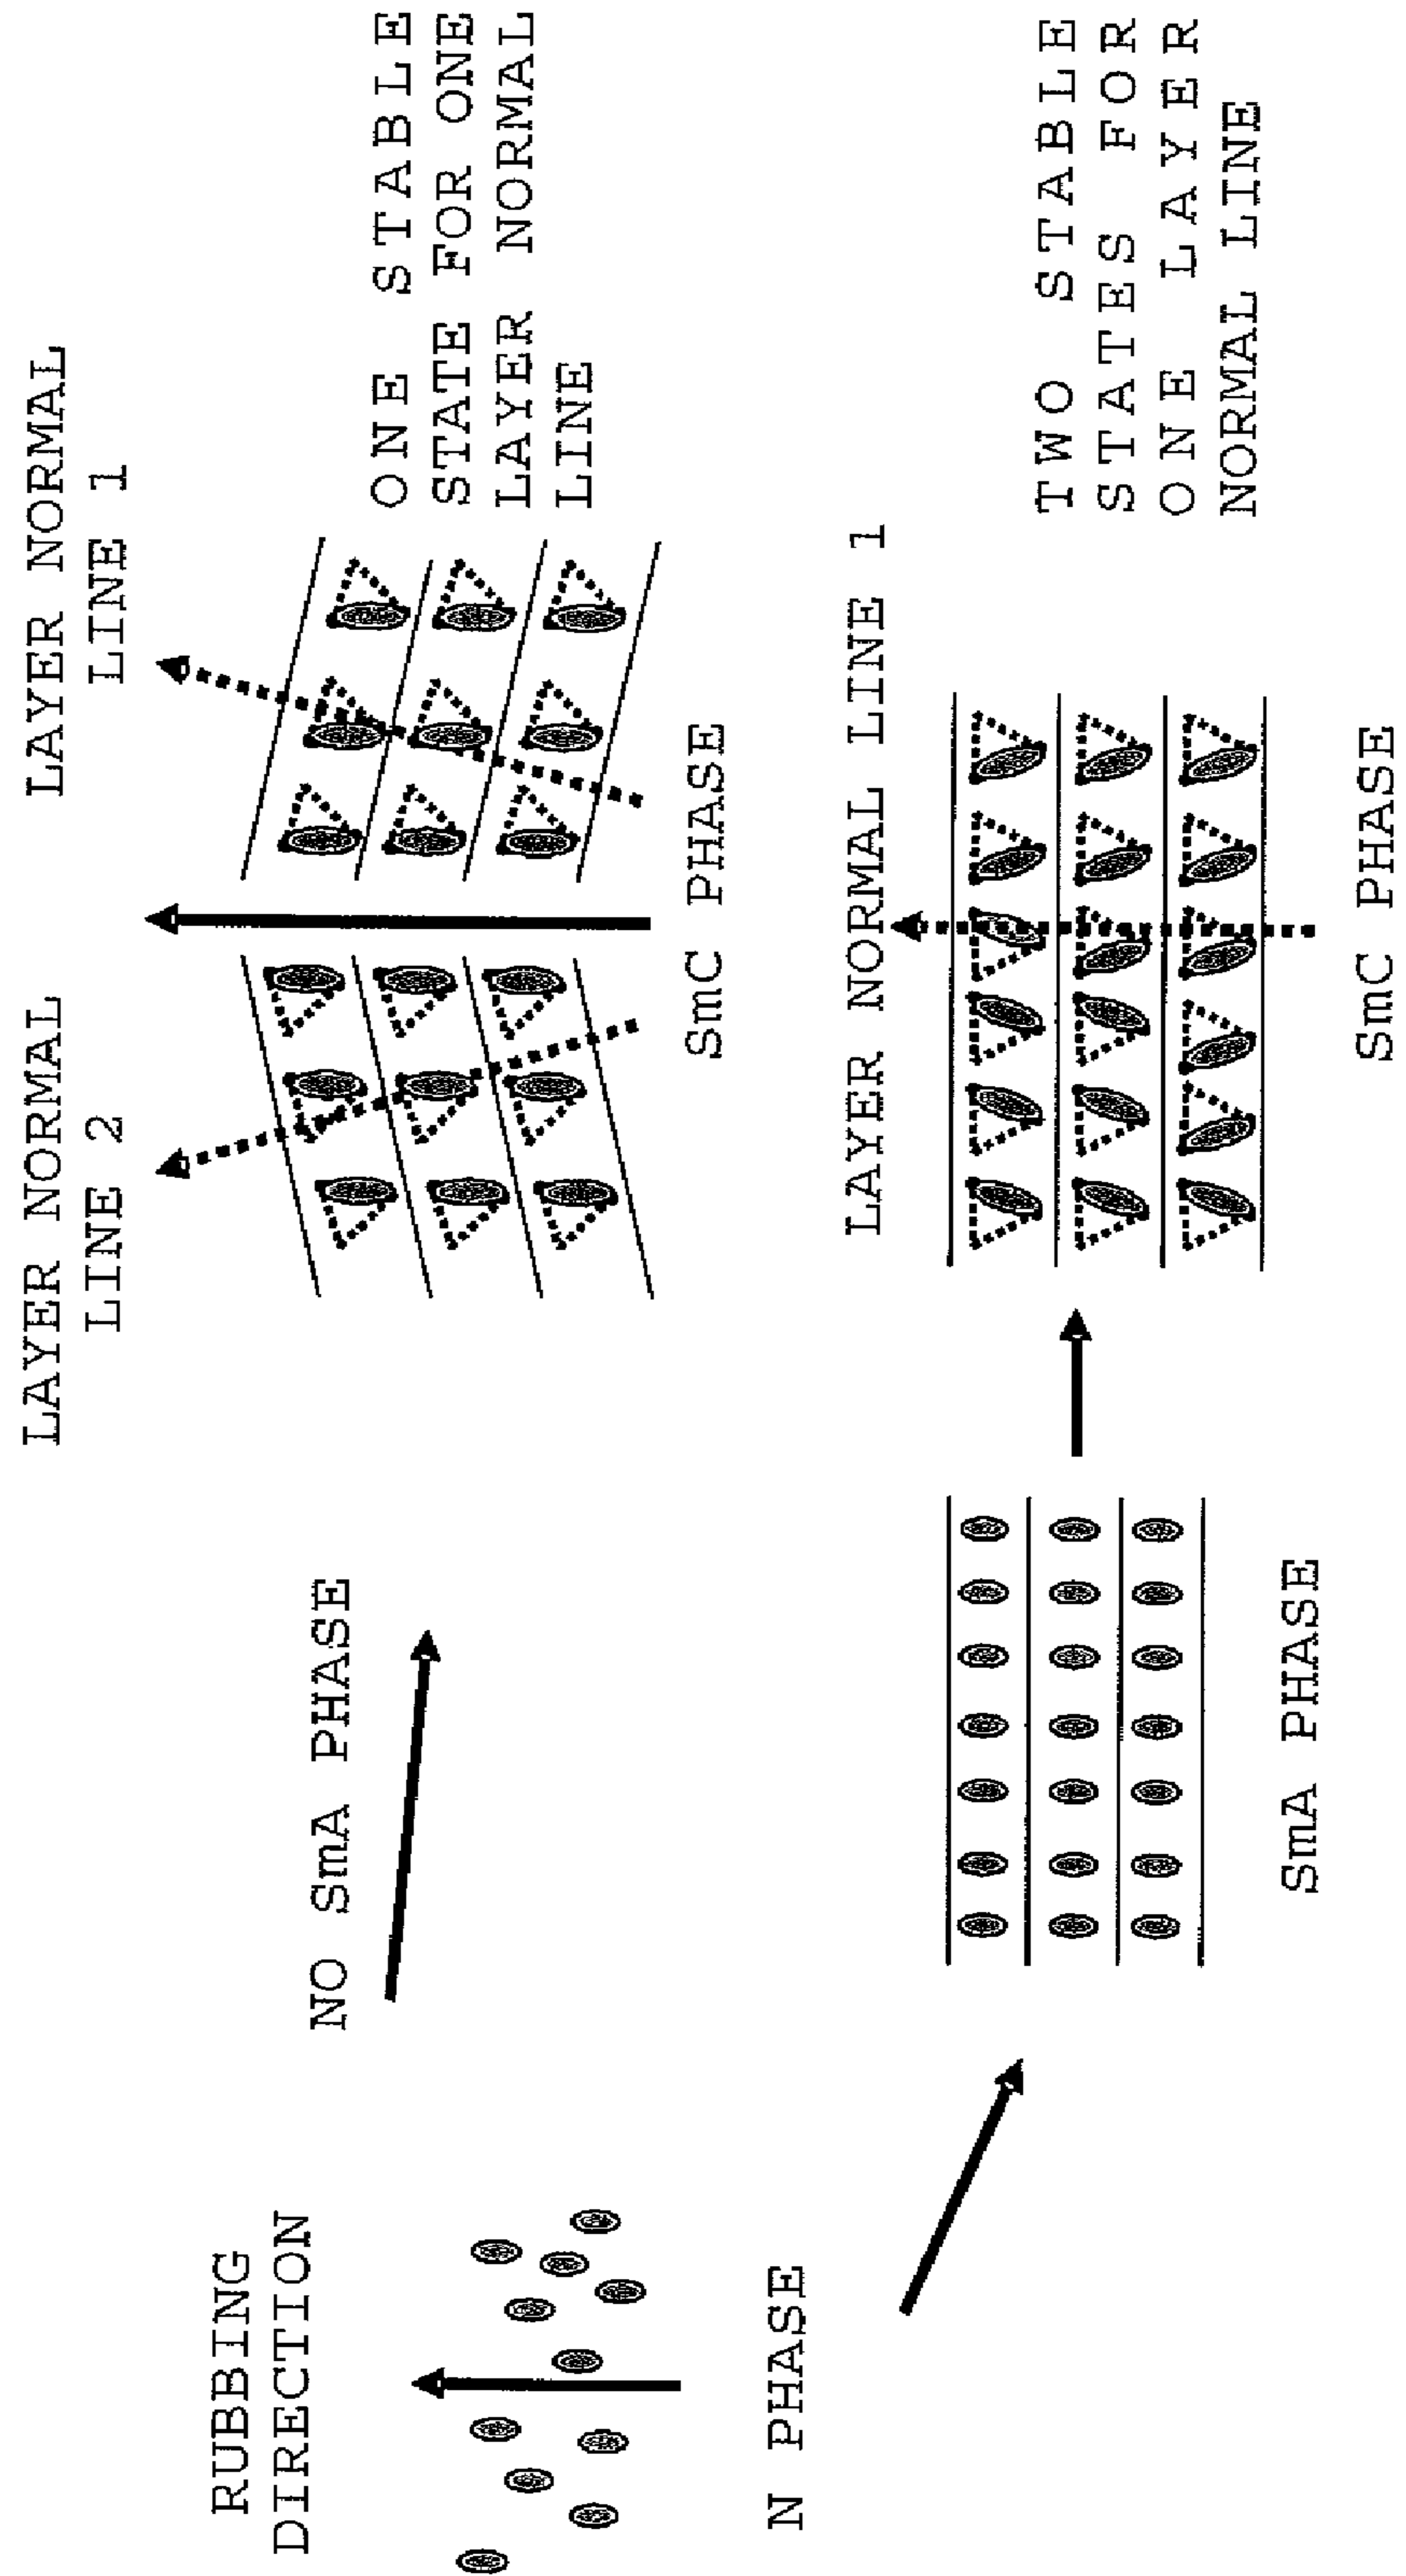 RUBBING
DIRECTION
N PHASE
NO SmA PHASE
LAYER NORMAL
LINE 2
LAYER NORMAL
LINE 1
SmC PHASE
ONE STABLE
STATE FOR ONE
LAYER NORMAL
LINE
SmA PHASE
LAYER NORMAL LINE 1
SmC PHASE
TWO STABLE
STATES FOR
ONE LAYER
NORMAL LINE